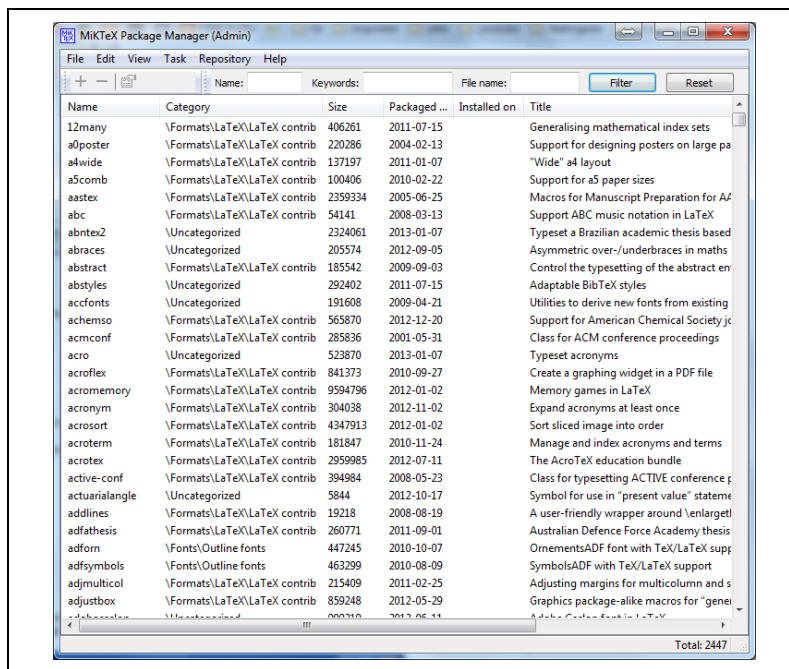 MiKTeX Package Manager (Admin)
File Edit View Task Repository Help
Name: Keywords: File name: Filter Reset
Name Category Size Packaged ... Installed on Title
12many \Formats\LaTeX\LaTeX contrib 406261 2011-07-15 Generalising mathematical index sets
a0poster \Formats\LaTeX\LaTeX contrib 220286 2004-02-13 Support for designing posters on large pa
a4wide \Formats\LaTeX\LaTeX contrib 137197 2011-01-07 "Wide" a4 layout
a5comb \Formats\LaTeX\LaTeX contrib 100406 2010-02-22 Support for a5 paper sizes
aastex \Formats\LaTeX\LaTeX contrib 2359334 2005-06-25 Macros for Manuscript Preparation for AA
abc \Formats\LaTeX\LaTeX contrib 54141 2008-03-13 Support ABC music notation in LaTeX
abntex2 \Uncategorized 2324061 2013-01-07 Typeset a Brazilian academic thesis based
abraces \Uncategorized 205574 2012-09-05 Asymmetric over-/underbraces in maths
abstract \Formats\LaTeX\LaTeX contrib 185542 2009-09-03 Control the typesetting of the abstract en
abstyles \Uncategorized 292402 2011-07-15 Adaptable BibTeX styles
accfonts \Uncategorized 191608 2009-04-21 Utilities to derive new fonts from existing
achemso \Formats\LaTeX\LaTeX contrib 565870 2012-12-20 Support for American Chemical Society jo
acmconf \Formats\LaTeX\LaTeX contrib 285836 2001-05-31 Class for ACM conference proceedings
acro \Uncategorized 523870 2013-01-07 Typeset acronyms
acroflex \Formats\LaTeX\LaTeX contrib 841373 2010-09-27 Create a graphing widget in a PDF file
acromemory \Formats\LaTeX\LaTeX contrib 9594796 2012-01-02 Memory games in LaTeX
acronym \Formats\LaTeX\LaTeX contrib 304038 2012-11-02 Expand acronyms at least once
acrosort \Formats\LaTeX\LaTeX contrib 4347913 2012-01-02 Sort sliced image into order
acroterm \Formats\LaTeX\LaTeX contrib 181847 2010-11-24 Manage and index acronyms and terms
acrotex \Formats\LaTeX\LaTeX contrib 2959985 2012-07-11 The AcroTeX education bundle
active-conf \Formats\LaTeX\LaTeX contrib 394984 2008-05-23 Class for typesetting ACTIVE conference p
actuarialangle \Uncategorized 5844 2012-10-17 Symbol for use in "present value" stateme
addlines \Formats\LaTeX\LaTeX contrib 19218 2008-08-19 A user-friendly wrapper around \enlarget
adfathesis \Formats\LaTeX\LaTeX contrib 260771 2011-09-01 Australian Defence Force Academy thesis
adforn \Fonts\Outline fonts 447245 2010-10-07 OrnementsADF font with TeX/LaTeX supp
adfsymbols \Fonts\Outline fonts 463299 2010-08-09 SymbolsADF with TeX/LaTeX support
adjmulticol \Formats\LaTeX\LaTeX contrib 215409 2011-02-25 Adjusting margins for multicolumn and s
adjustbox \Formats\LaTeX\LaTeX contrib 859248 2012-05-29 Graphics package-alike macros for "gener
Total: 2447